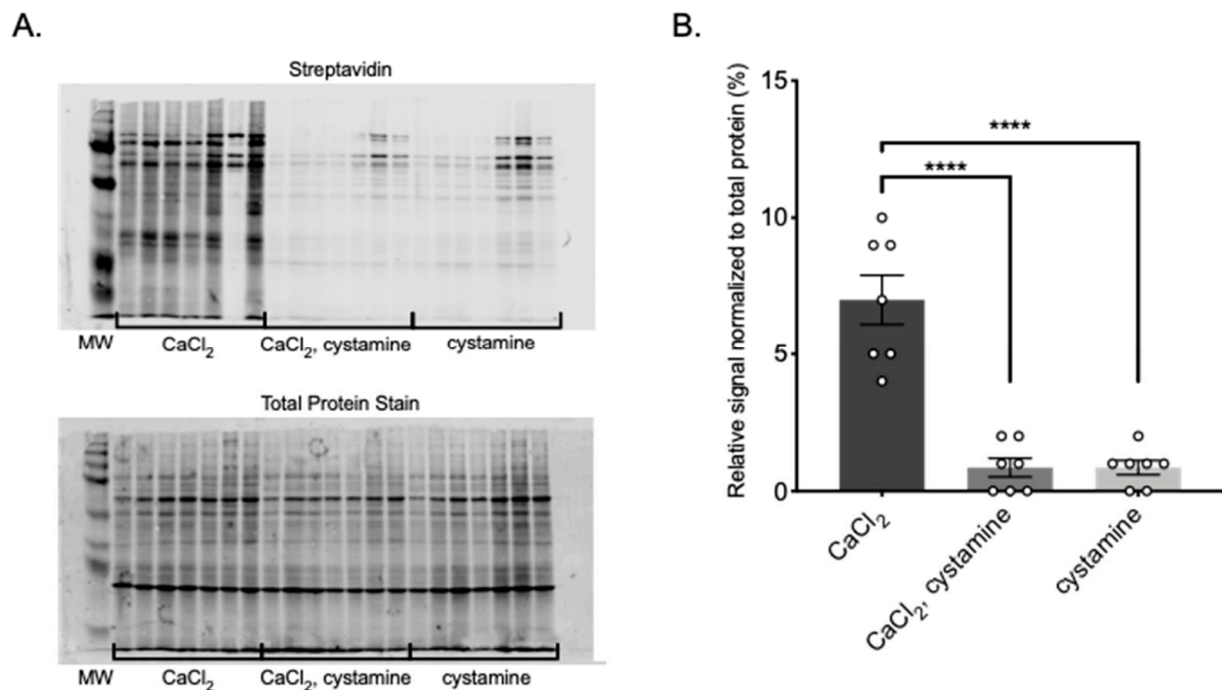 A.
Streptavidin
MW
CaCl₂
CaCl₂, cystamine
cystamine
Total Protein Stain
MW
CaCl₂
CaCl₂, cystamine
cystamine
B.
Relative signal normalized to total protein (%)
15
10
5
0
****
****
CaCl₂
CaCl₂, cystamine
cystamine